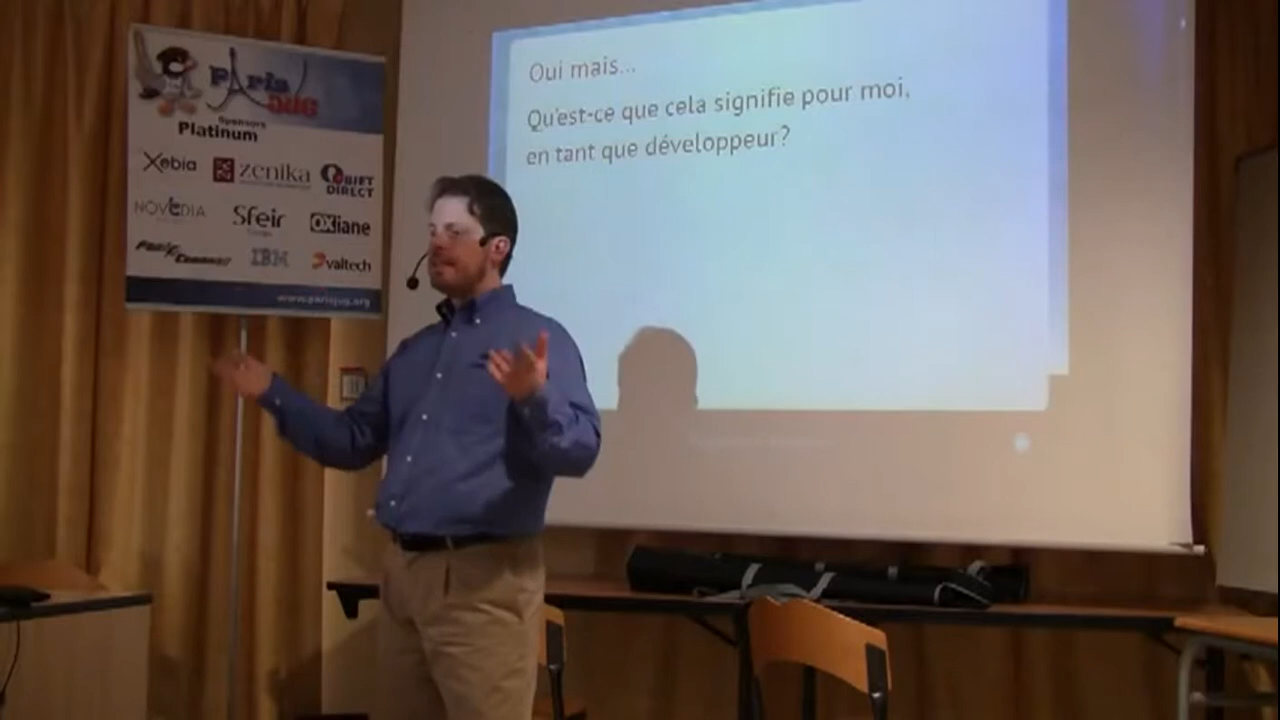 Paris
JUG
Sponsors
Platinum
Xebia
zenika
OBJET
DIRECT
NOVEDIA
Sfeir
OXiane
IBM
valtech
www.parisjug.org
Oui mais...
Qu'est-ce que cela signifie pour moi,
en tant que développeur?